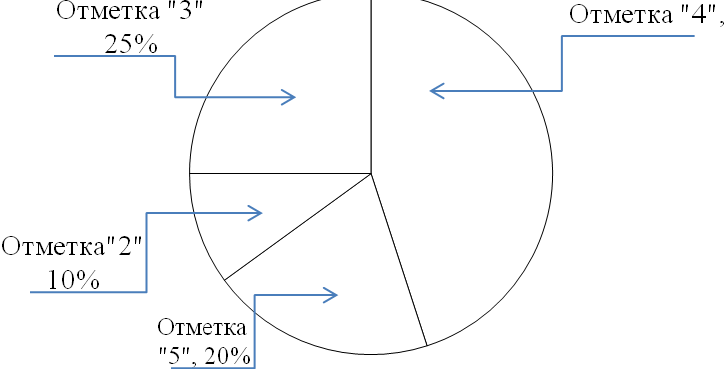 Отметка "3"
25%
Отметка "4",
Отметка"2"
10%
Отметка
"5", 20%